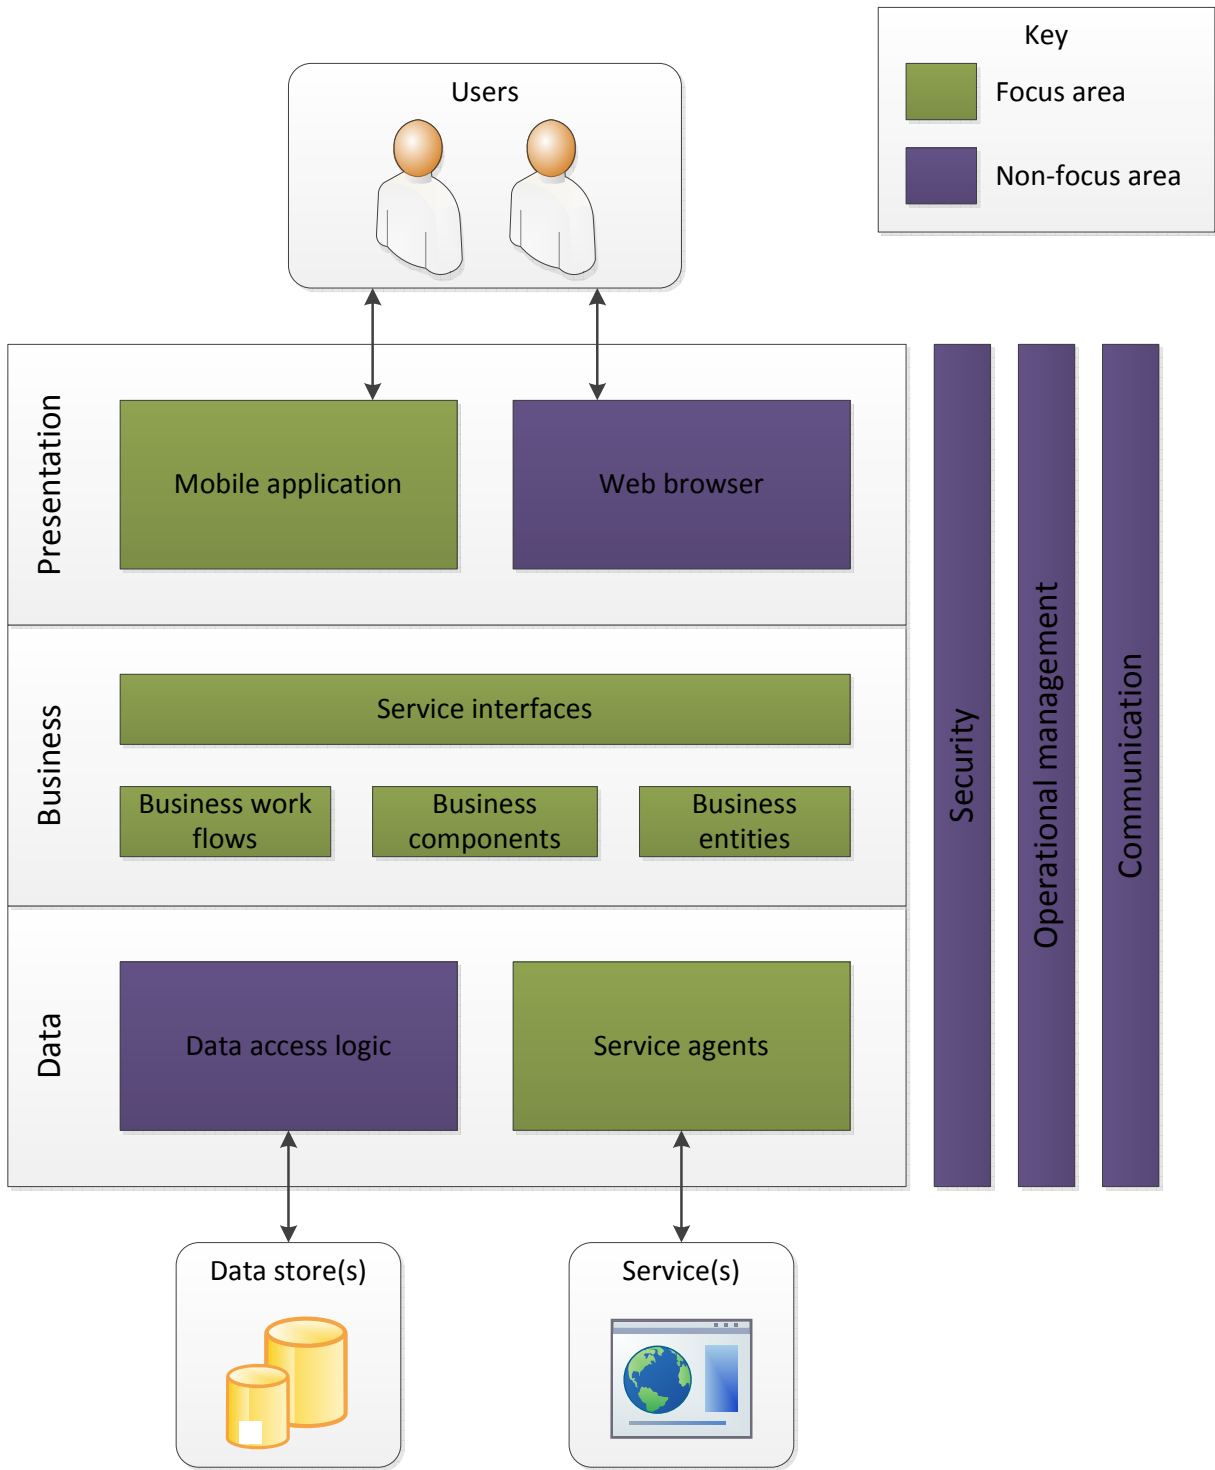 Key
Focus area
Non-focus area
Users
Presentation
Mobile application
Web browser
Business
Service interfaces
Business work
flows
Business
components
Business
entities
Data
Data access logic
Service agents
Security
Operational management
Communication
Data store(s)
Service(s)